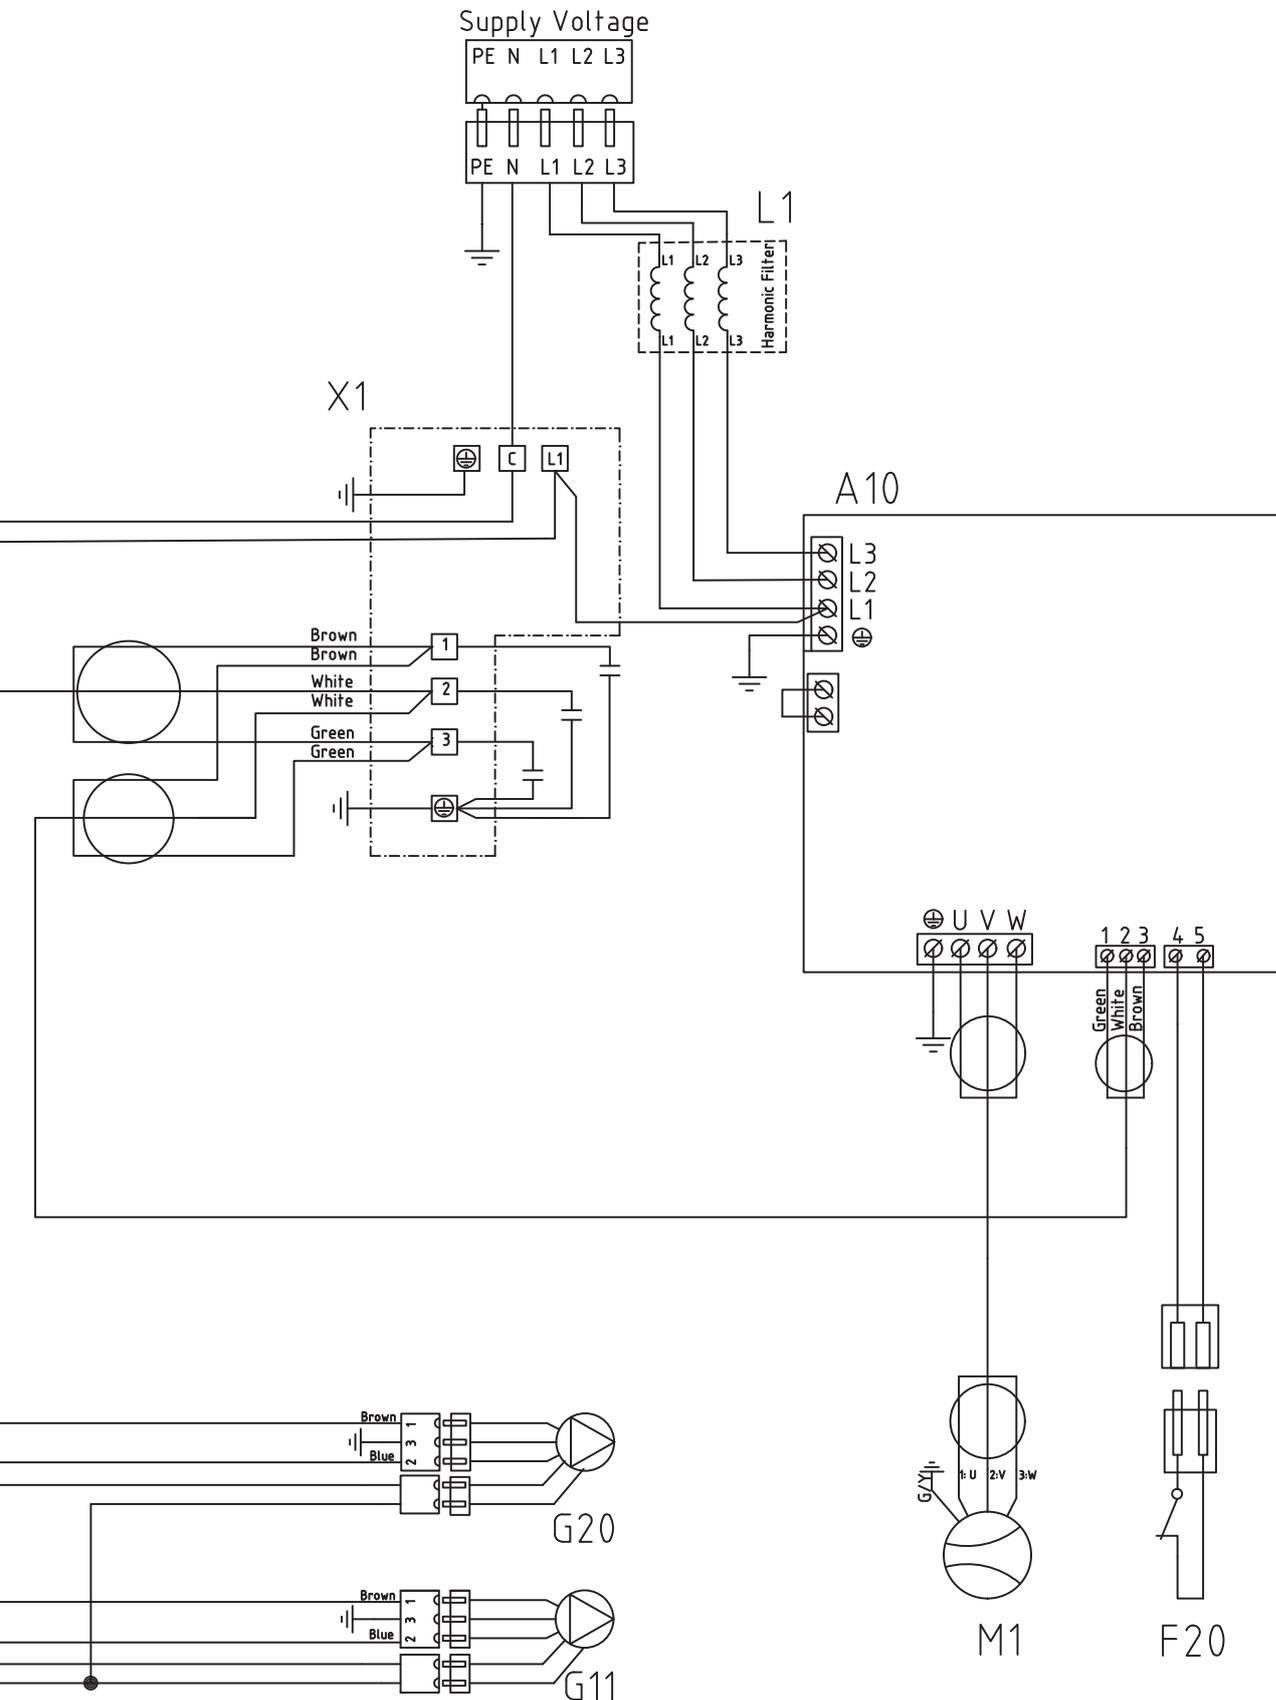 Supply Voltage
PE N L1 L2 L3
PE N L1 L2 L3
L1
L1 L2 L3
Harmonic Filter
L1 L2 L3
X1
C L1
A10
L3
L2
L1
Brown
Brown
1
White
White
2
Green
Green
3
U V W
1 2 3 4 5
Green
White
Brown
Brown
1
3
Blue
2
G/Y
1: U 2:V 3:W
G20
Brown
1
3
Blue
2
M1
F20
G11